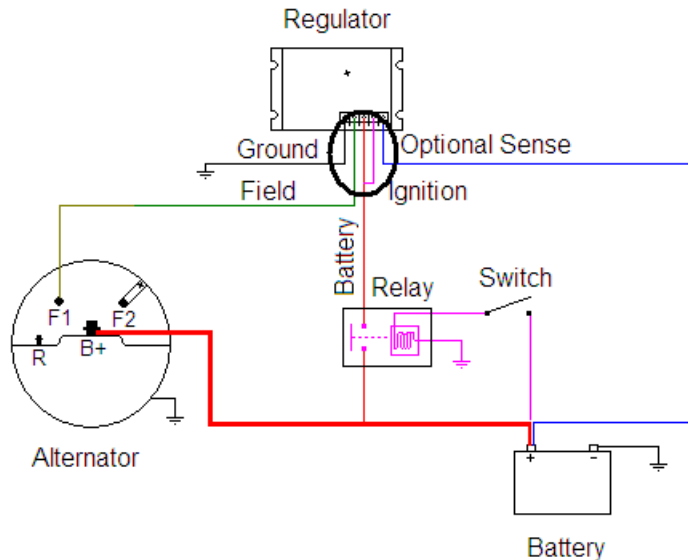 Regulator
Ground
Optional Sense
Field
Ignition
Battery
Relay
Switch
F1
F2
R
B+
Alternator
+
-
Battery